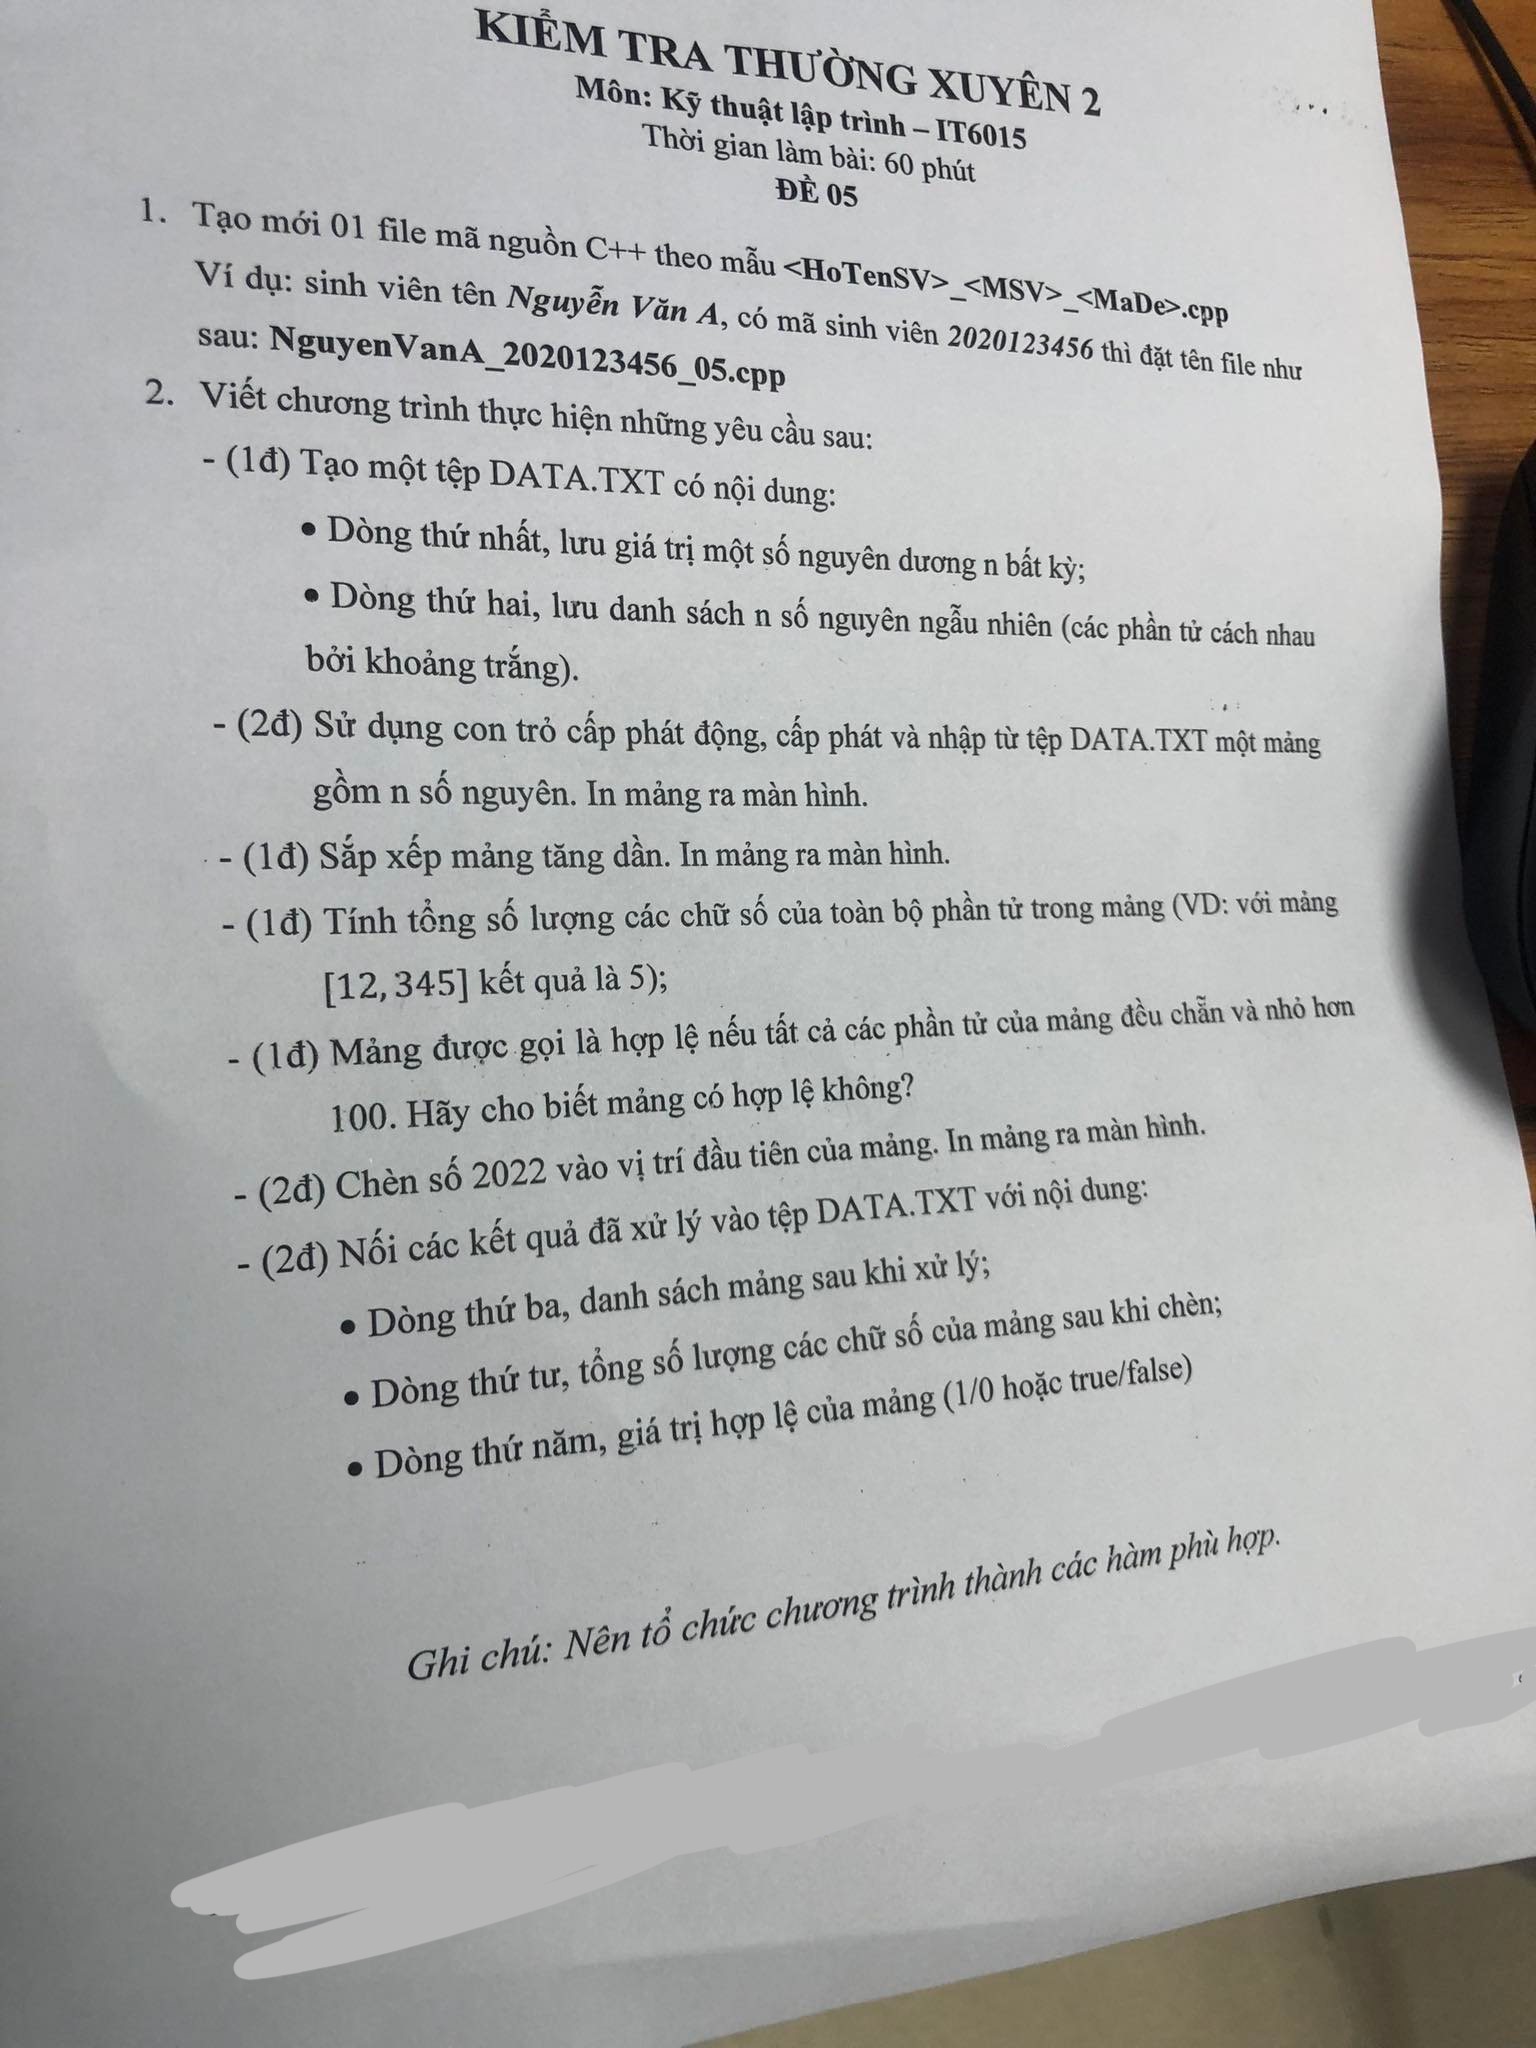 KIỂM TRA THƯỜNG XUYÊN 2
Môn: Kỹ thuật lập trình – IT6015
Thời gian làm bài: 60 phút
ĐỀ 05
1. Tạo mới 01 file mã nguồn C++ theo mẫu <HoTenSV>_<MSV>_<MaDe>.cpp
Ví dụ: sinh viên tên Nguyễn Văn A, có mã sinh viên 2020123456 thì đặt tên file như
sau: NguyenVanA_2020123456_05.cpp
2. Viết chương trình thực hiện những yêu cầu sau:
- (1đ) Tạo một tệp DATA.TXT có nội dung:
• Dòng thứ nhất, lưu giá trị một số nguyên dương n bất kỳ;
• Dòng thứ hai, lưu danh sách n số nguyên ngẫu nhiên (các phần tử cách nhau
bởi khoảng trắng).
- (2đ) Sử dụng con trỏ cấp phát động, cấp phát và nhập từ tệp DATA.TXT một mảng
gồm n số nguyên. In mảng ra màn hình.
- (1đ) Sắp xếp mảng tăng dần. In mảng ra màn hình.
- (1đ) Tính tổng số lượng các chữ số của toàn bộ phần tử trong mảng (VD: với mảng
[12, 345] kết quả là 5);
- (1đ) Mảng được gọi là hợp lệ nếu tất cả các phần tử của mảng đều chẵn và nhỏ hơn
100. Hãy cho biết mảng có hợp lệ không?
- (2đ) Chèn số 2022 vào vị trí đầu tiên của mảng. In mảng ra màn hình.
- (2đ) Nối các kết quả đã xử lý vào tệp DATA.TXT với nội dung:
• Dòng thứ ba, danh sách mảng sau khi xử lý;
• Dòng thứ tư, tổng số lượng các chữ số của mảng sau khi chèn;
• Dòng thứ năm, giá trị hợp lệ của mảng (1/0 hoặc true/false)
Ghi chú: Nên tổ chức chương trình thành các hàm phù hợp.